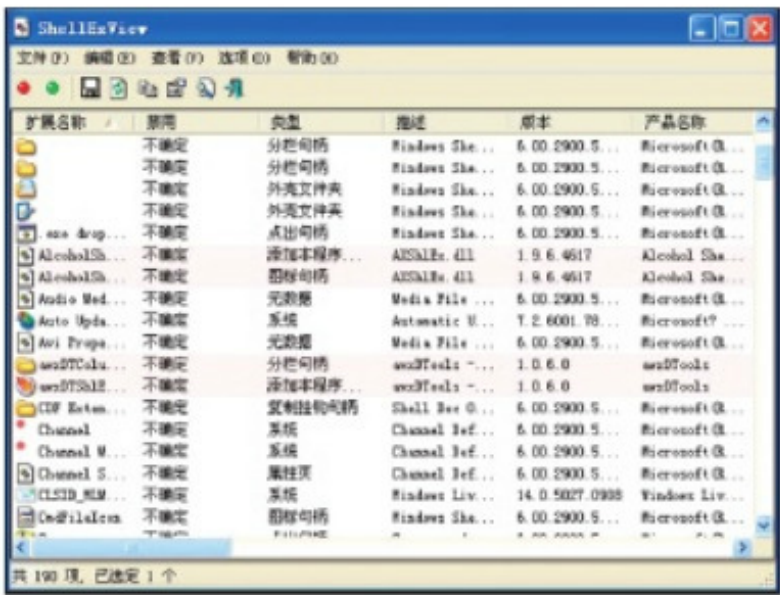 ShellExView
文件(F) 编辑(E) 查看(V) 选项(O) 帮助(H)
扩展名称 / 禁用 类型 描述 版本 产品名称
不确定 分栏句柄 Windows She... 6.00.2900.5... Microsoft(R...
不确定 分栏句柄 Windows She... 6.00.2900.5... Microsoft(R...
不确定 外壳文件夹 Windows She... 6.00.2900.5... Microsoft(R...
不确定 外壳文件夹 Windows She... 6.00.2900.5... Microsoft(R...
.exe drop... 不确定 点出句柄 Windows She... 6.00.2900.5... Microsoft(R...
AlcoholSh... 不确定 添加本程序... AXShlEx.dll 1.9.6.4617 Alcohol She...
AlcoholSh... 不确定 图标句柄 AXShlEx.dll 1.9.6.4617 Alcohol She...
Audio Med... 不确定 元数据 Media File ... 6.00.2900.5... Microsoft(R...
Auto Upda... 不确定 系统 Automatic U... 7.2.6001.78... Microsoft? ...
Avi Prope... 不确定 元数据 Media File ... 6.00.2900.5... Microsoft(R...
awxDTColu... 不确定 分栏句柄 awxDTools -... 1.0.6.0 awxDTools
awxDTShlE... 不确定 添加本程序... awxDTools -... 1.0.6.0 awxDTools
CDF Exten... 不确定 复制挂钩句柄 Shell Doc O... 6.00.2900.5... Microsoft(R...
Channel 不确定 系统 Channel Def... 6.00.2900.5... Microsoft(R...
Channel M... 不确定 系统 Channel Def... 6.00.2900.5... Microsoft(R...
Channel S... 不确定 属性页 Channel Def... 6.00.2900.5... Microsoft(R...
CLSID_WLM... 不确定 系统 Windows Liv... 14.0.5027.0908 Windows Liv...
CmdFileIcon 不确定 图标句柄 Windows She... 6.00.2900.5... Microsoft(R...
共 190 项, 已选定 1 个